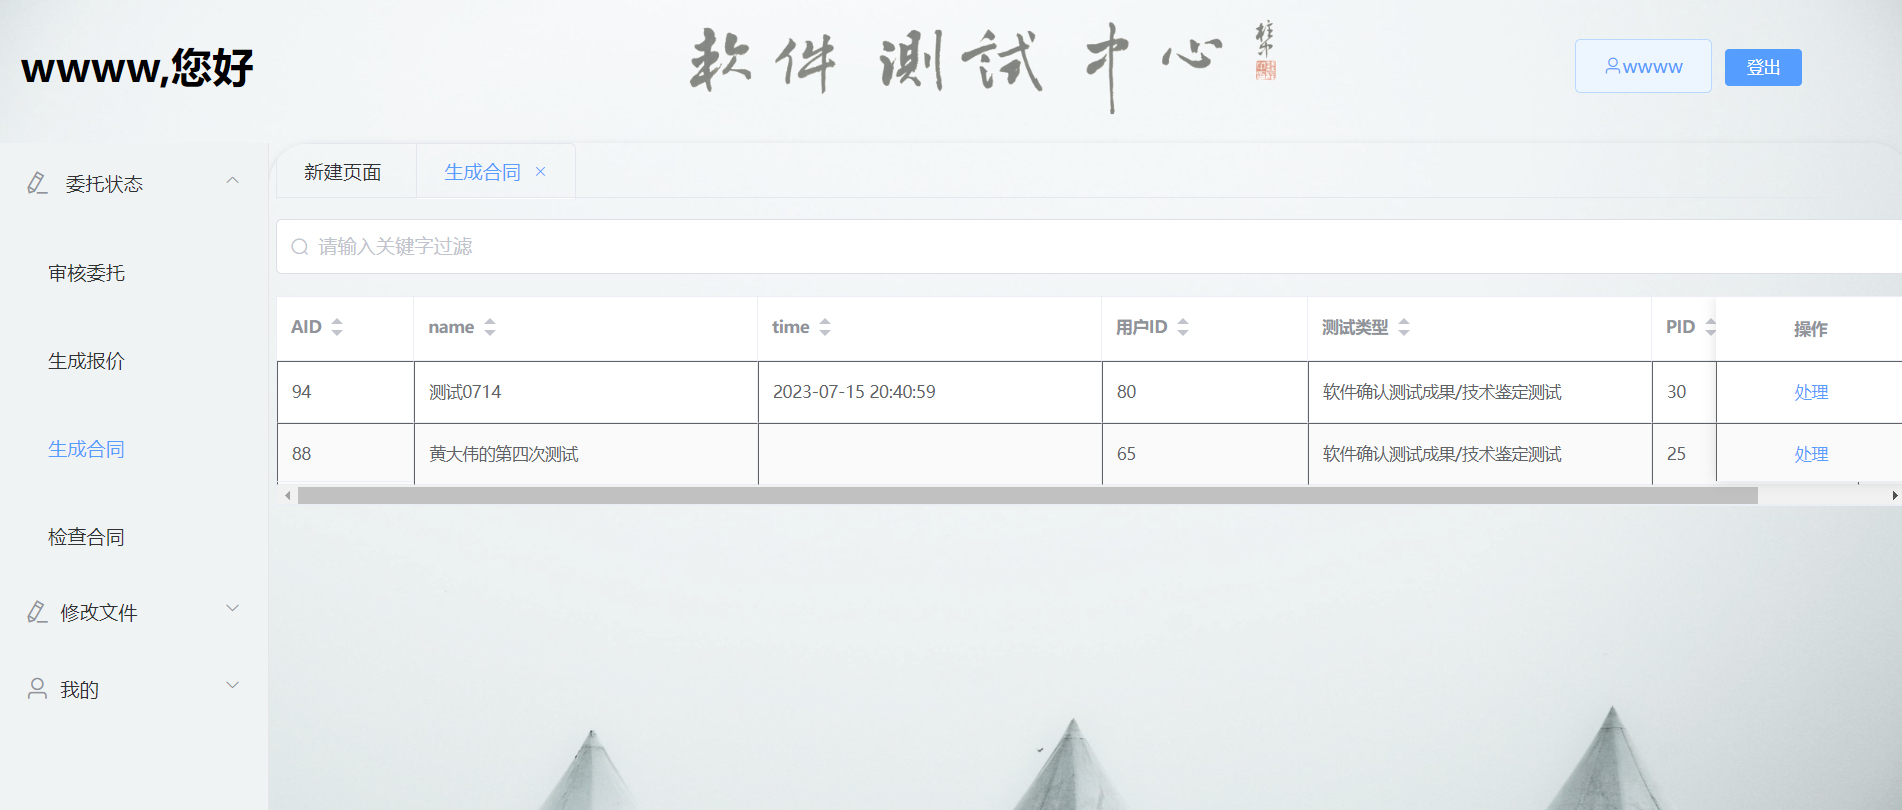 wwww,您好
軟件測試中心
wwww
登出
委托状态
审核委托
生成报价
生成合同
检查合同
修改文件
我的
新建页面
生成合同
请输入关键字过滤
AID name time 用户ID 测试类型 PID 操作
94 测试0714 2023-07-15 20:40:59 80 软件确认测试成果/技术鉴定测试 30 处理
88 黄大伟的第四次测试 65 软件确认测试成果/技术鉴定测试 25 处理